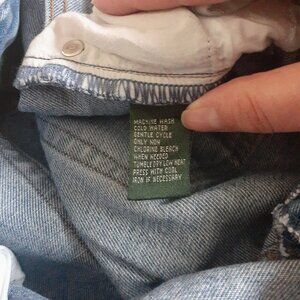 MACHINE WASH
COLD WATER
GENTLE CYCLE
ONLY NON
CHLORINE BLEACH
WHEN NEEDED
TUMBLE DRY LOW HEAT
PRESS WITH COOL
IRON IF NECESSARY